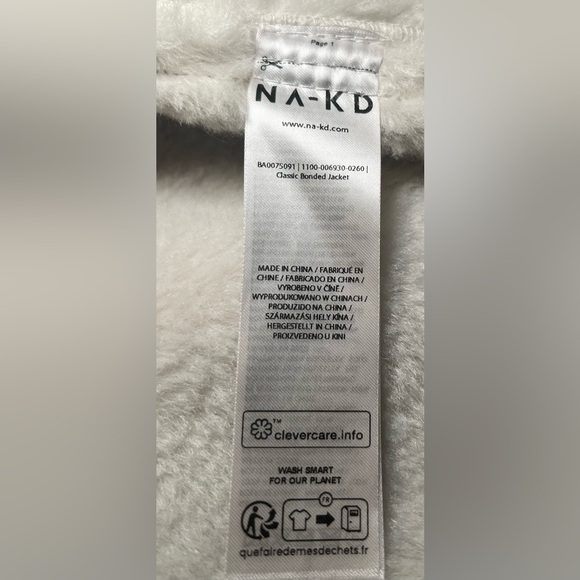 Page 1
NA-KD
www.na-kd.com
BA0075091 | 1100-006930-0260 |
Classic Bonded Jacket
MADE IN CHINA / FABRIQUÉ EN
CHINE / FABRICADO EN CHINA /
VYROBENO V ČÍNĚ /
WYPRODUKOWANO W CHINACH /
PRODUZIDO NA CHINA /
SZÁRMAZÁSI HELY KÍNA /
HERGESTELLT IN CHINA /
PROIZVEDENO U KINI
™
clevercare.info
WASH SMART
FOR OUR PLANET
FR
quefairedemesdechets.fr